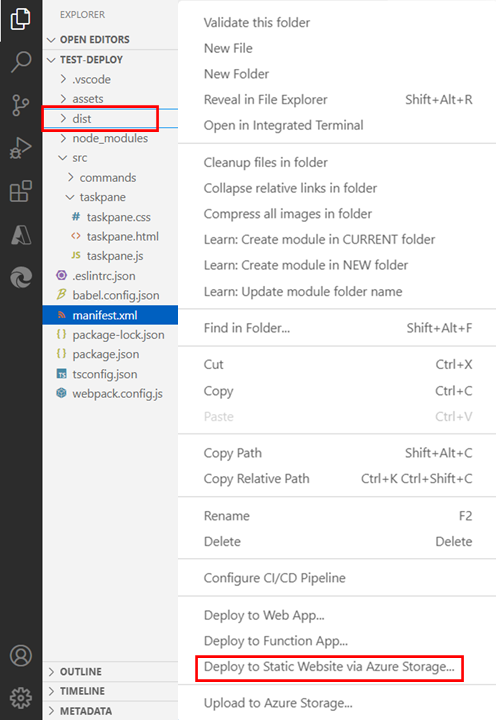 EXPLORER
OPEN EDITORS
TEST-DEPLOY
.vscode
assets
dist
node_modules
src
commands
taskpane
# taskpane.css
<> taskpane.html
JS taskpane.js
.eslintrc.json
babel.config.json
manifest.xml
{ } package-lock.json
{ } package.json
TS tsconfig.json
webpack.config.js
OUTLINE
TIMELINE
METADATA
Validate this folder
New File
New Folder
Reveal in File Explorer Shift+Alt+R
Open in Integrated Terminal
Cleanup files in folder
Collapse relative links in folder
Compress all images in folder
Learn: Create module in CURRENT folder
Learn: Create module in NEW folder
Learn: Update module folder name
Find in Folder... Shift+Alt+F
Cut Ctrl+X
Copy Ctrl+C
Paste Ctrl+V
Copy Path Shift+Alt+C
Copy Relative Path Ctrl+K Ctrl+Shift+C
Rename F2
Delete Delete
Configure CI/CD Pipeline
Deploy to Web App...
Deploy to Function App...
Deploy to Static Website via Azure Storage...
Upload to Azure Storage...